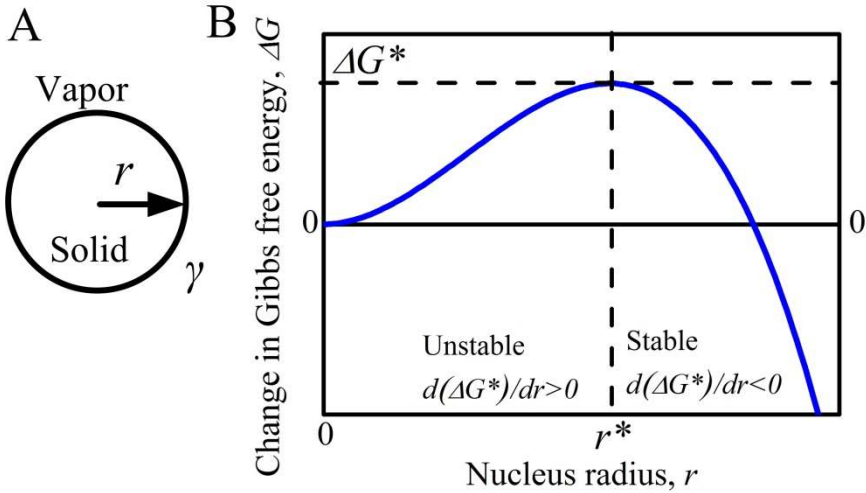 A
Vapor
r
Solid
γ
B
Change in Gibbs free energy, ΔG
ΔG*
0
0
Unstable
d(ΔG*)/dr>0
Stable
d(ΔG*)/dr<0
0
r*
Nucleus radius, r